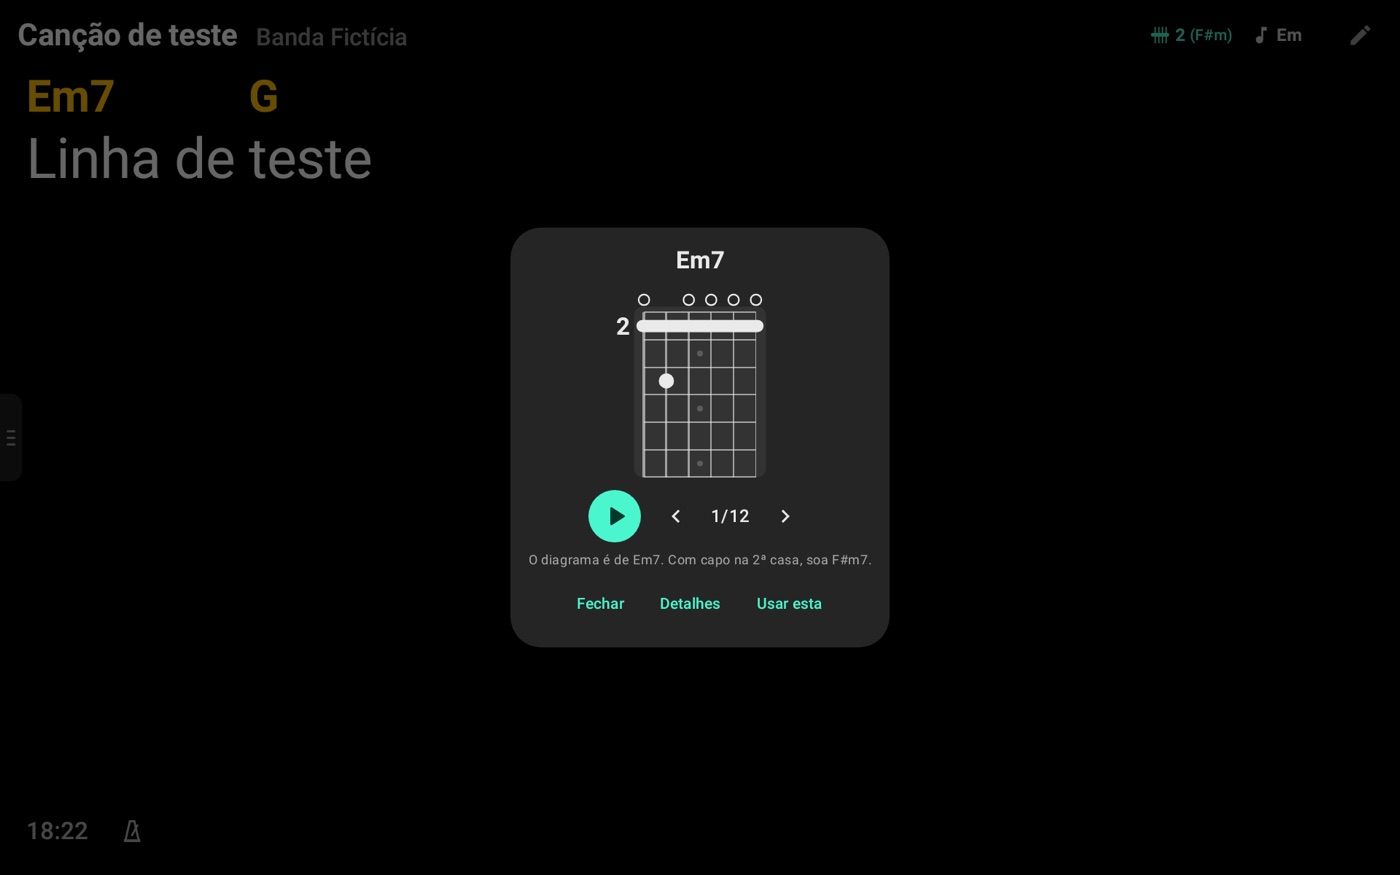 Canção de teste Banda Fictícia 2 (F#m) Em
Em7 G
Linha de teste
Em7
2
1/12
O diagrama é de Em7. Com capo na 2ª casa, soa F#m7.
Fechar Detalhes Usar esta
18:22